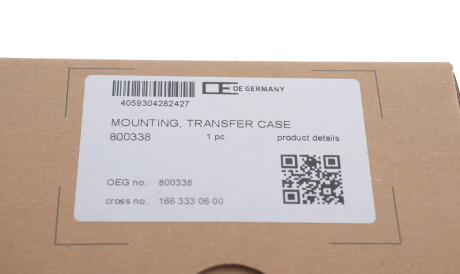 OE OE GERMANY
4059304282427
MOUNTING, TRANSFER CASE
800338 1 pc product details
OEG no.: 800338
cross no.: 166 333 06 00